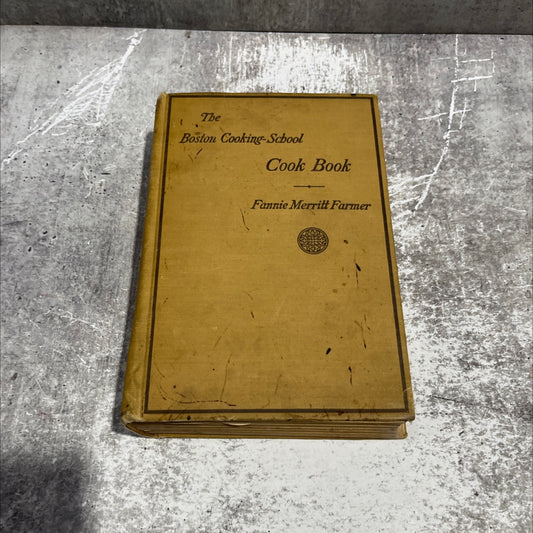 The
Boston Cooking-School
Cook Book
Fannie Merritt Farmer